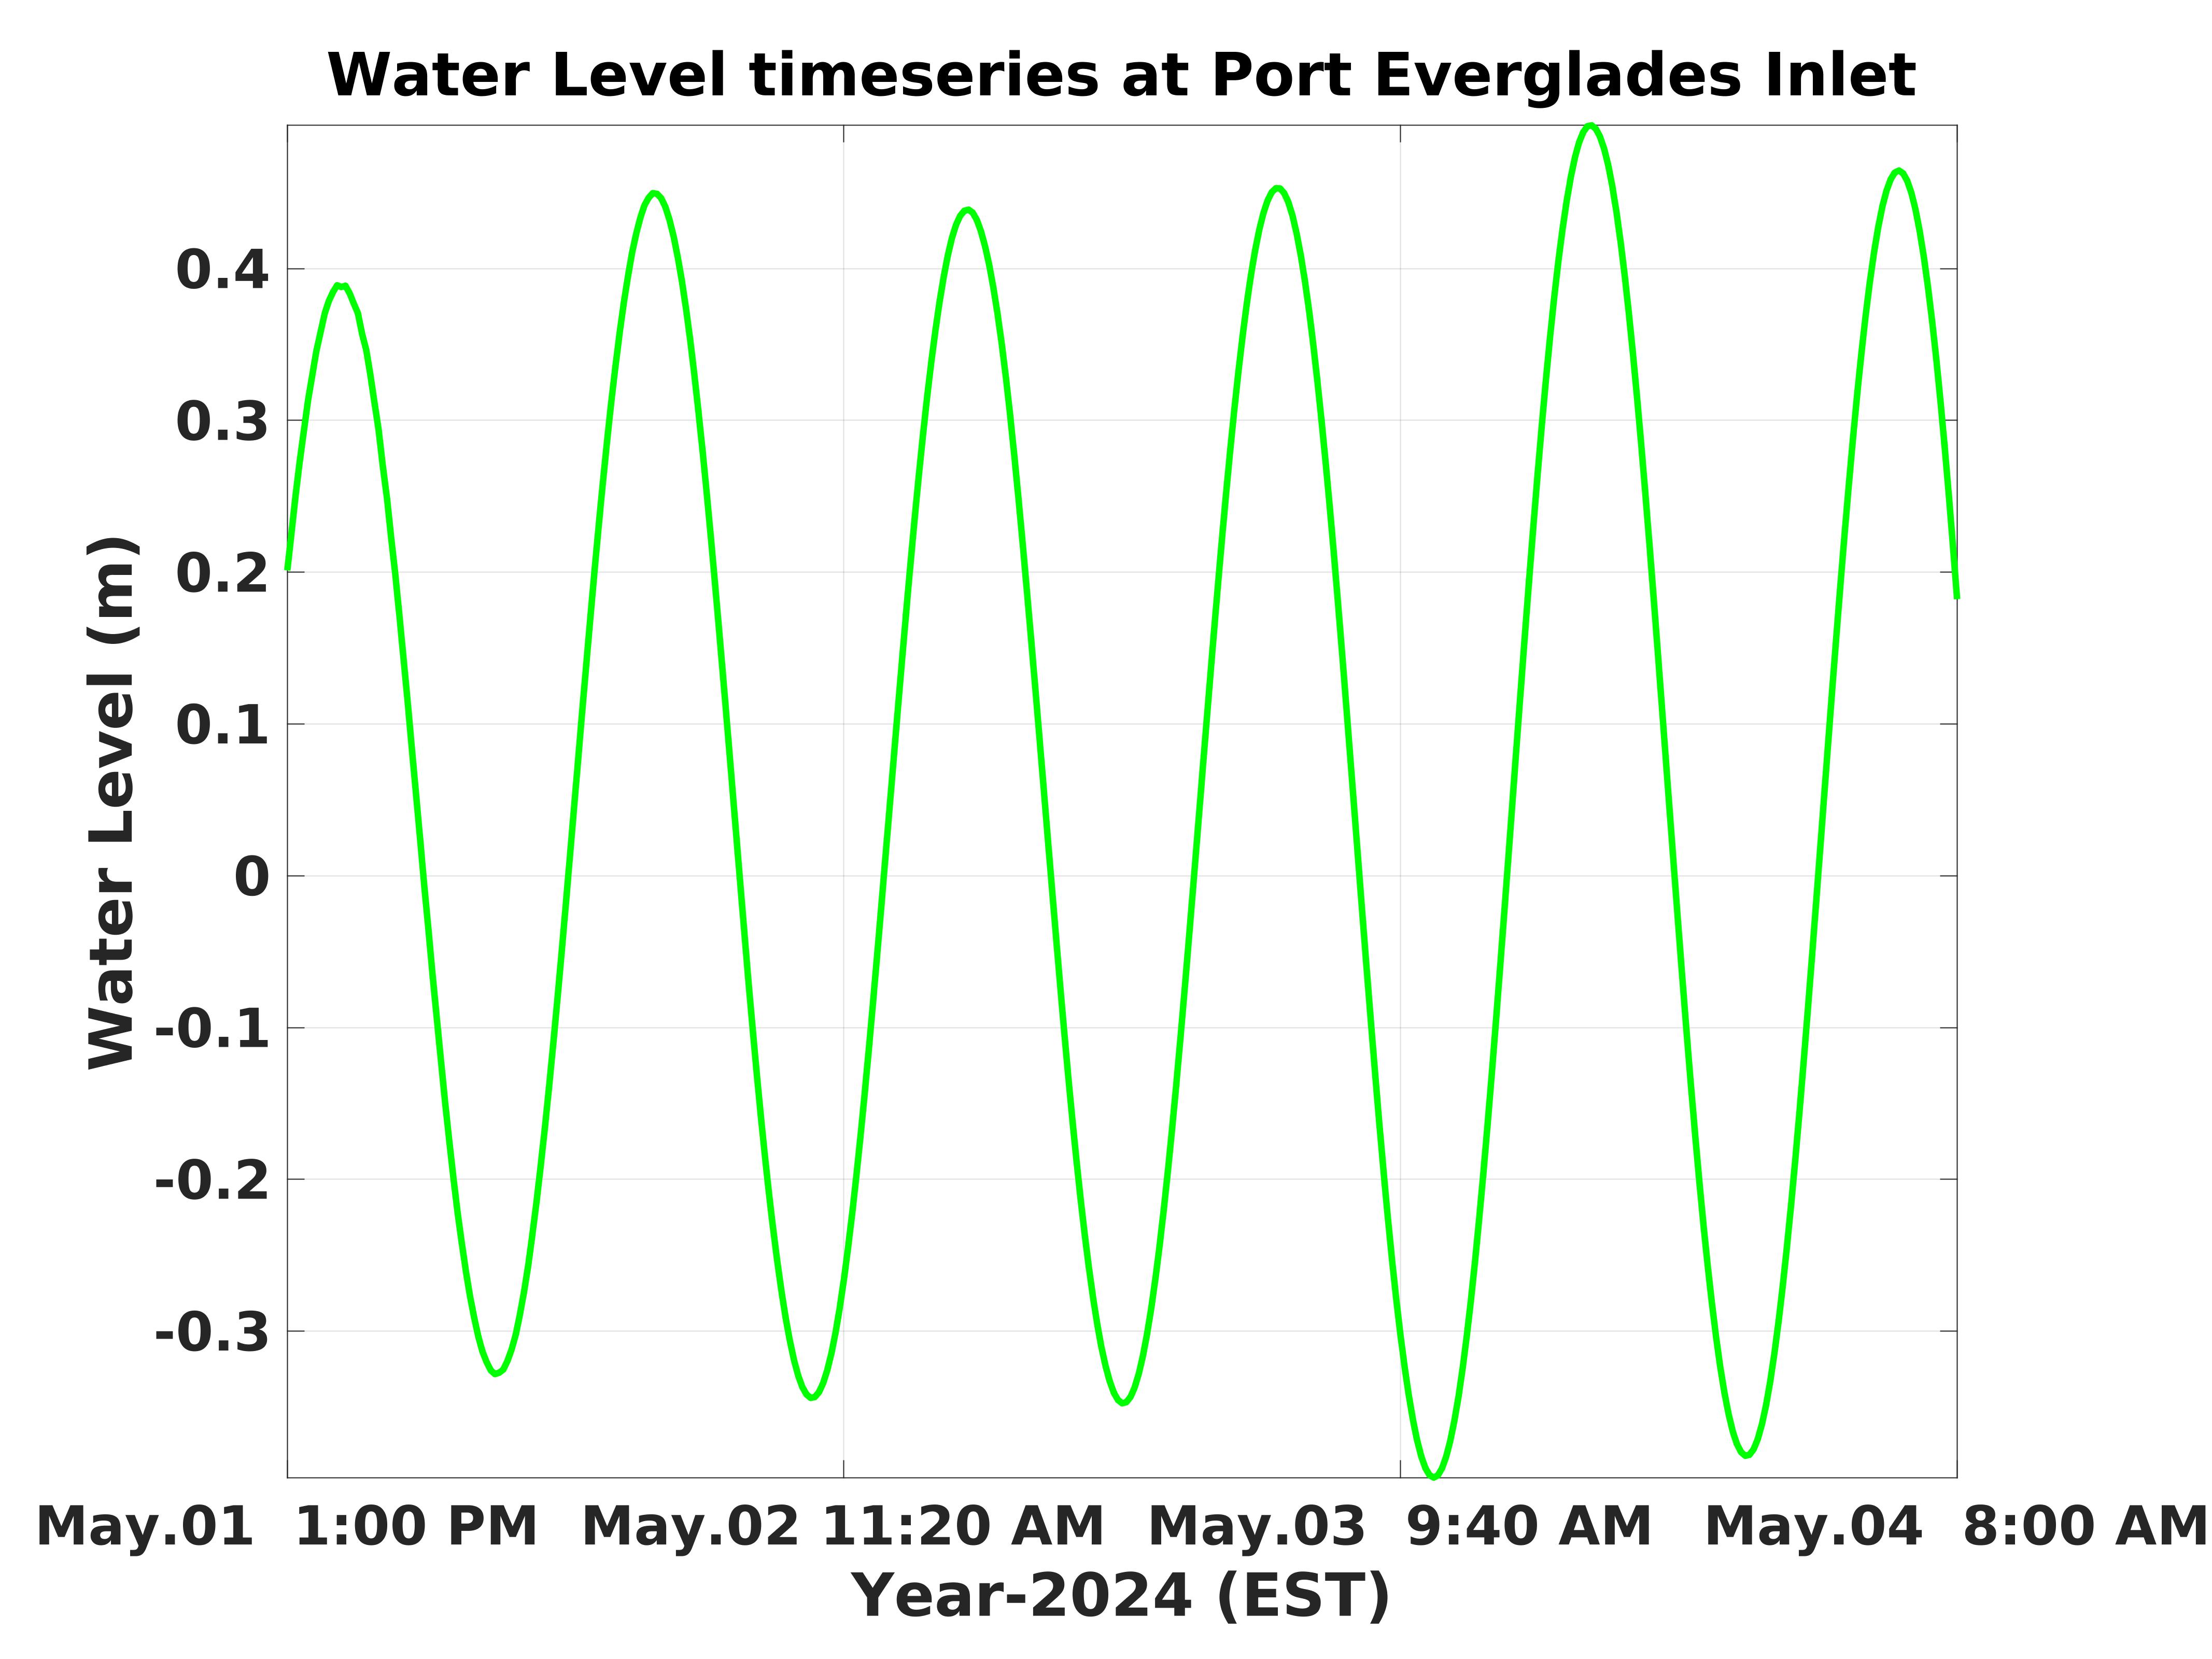 Water Level timeseries at Port Everglades Inlet
Water Level (m)
0.4
0.3
0.2
0.1
0
-0.1
-0.2
-0.3
May.01 1:00 PM May.02 11:20 AM May.03 9:40 AM May.04 8:00 AM
Year-2024 (EST)